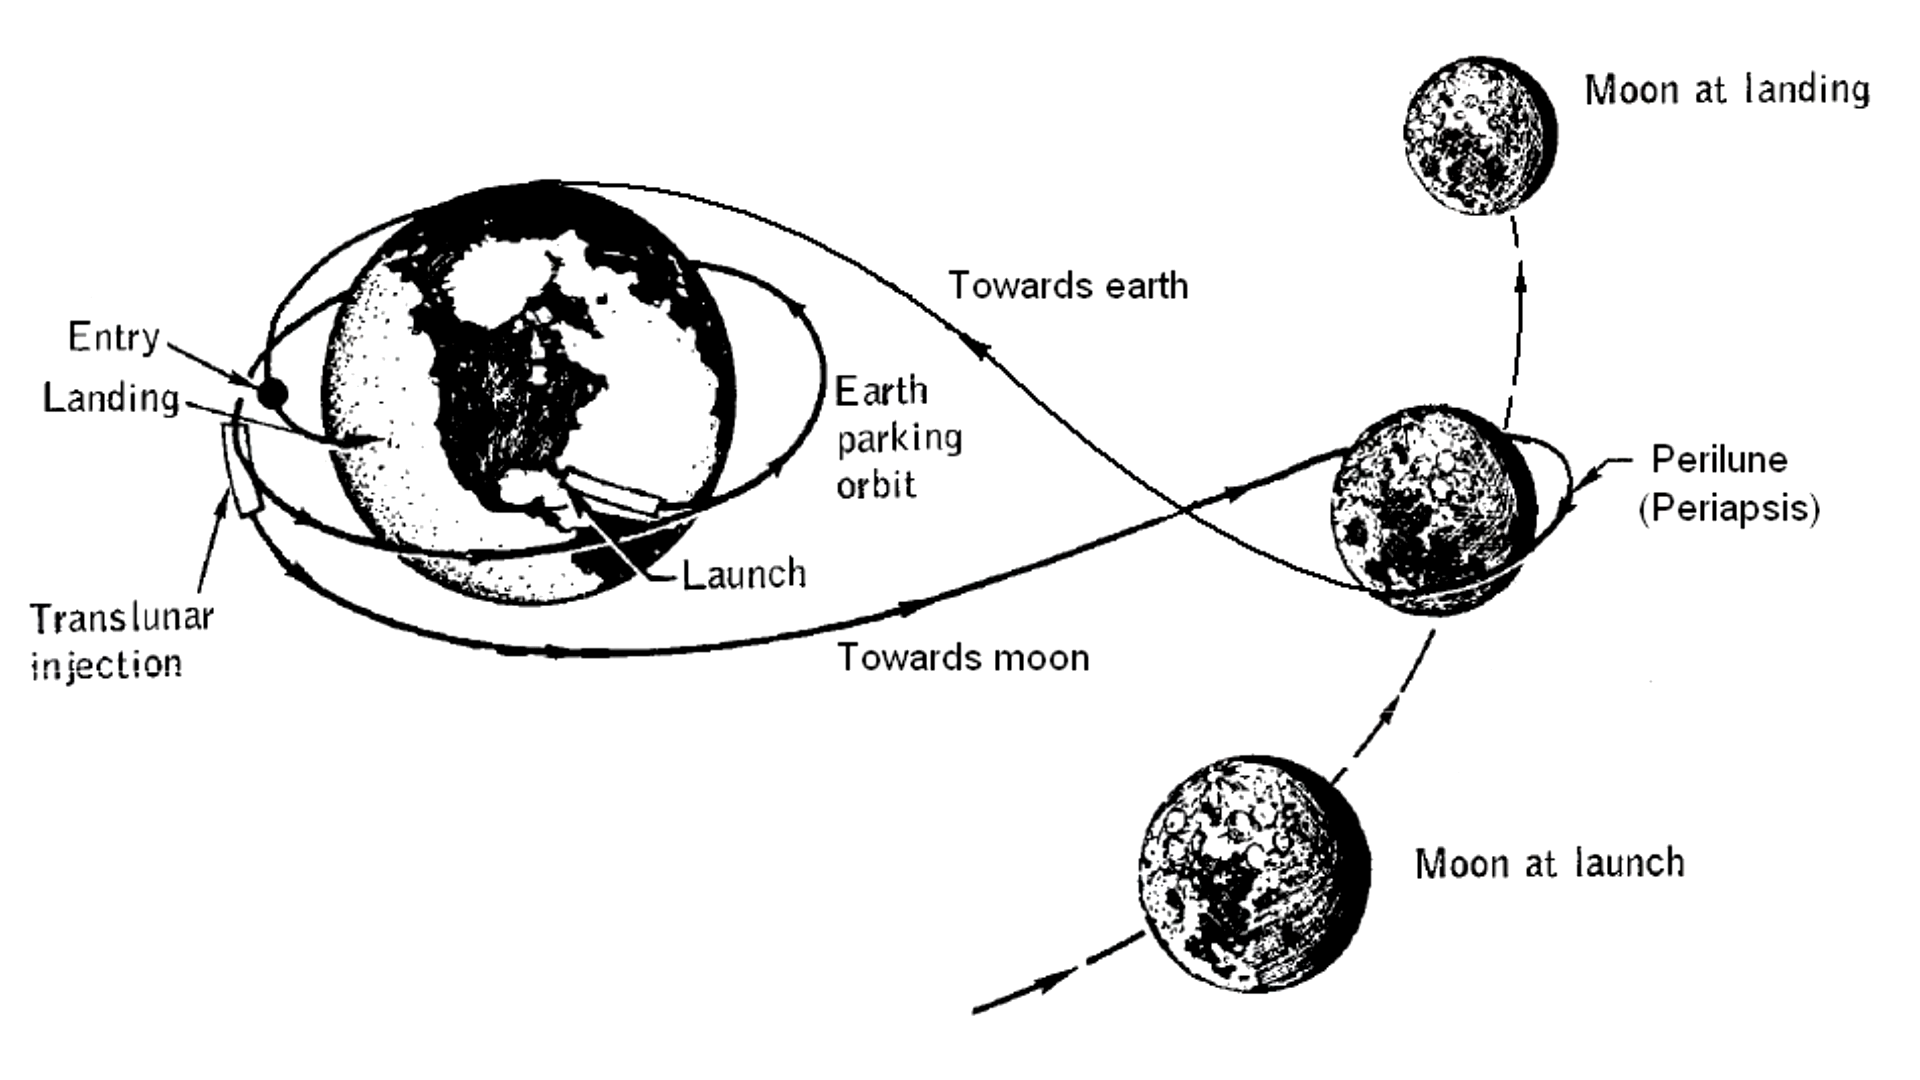 Moon at landing
Towards earth
Entry
Landing
Earth
parking
orbit
Perilune
(Periapsis)
Launch
Translunar
injection
Towards moon
Moon at launch